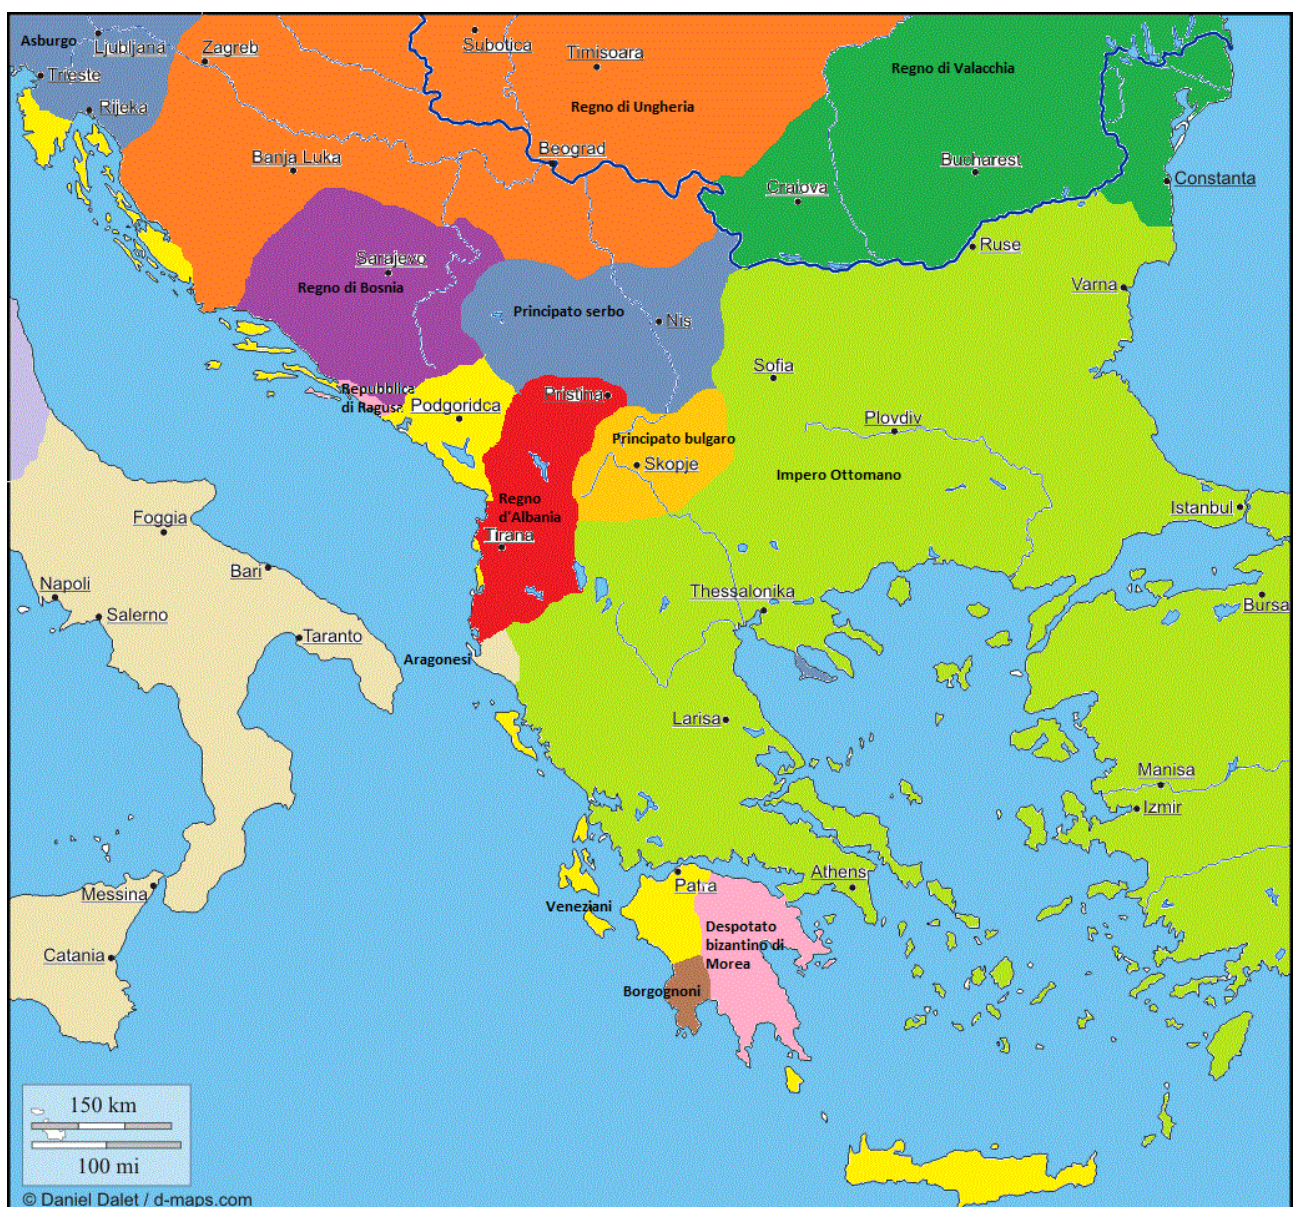 Asburgo
Ljubljana
Zagreb
Subotica
Timisoara
Regno di Valacchia
Trieste
Rijeka
Regno di Ungheria
Banja Luka
Beograd
Bucharest
Craiova
Constanta
Sarajevo
Regno di Bosnia
Ruse
Varna
Principato serbo
Nis
Sofia
Repubblica
di Ragusa
Pristina
Podgoridca
Plovdiv
Principato bulgaro
Skopje
Impero Ottomano
Regno
d'Albania
Tirana
Istanbul
Foggia
Bari
Napoli
Salerno
Taranto
Thessalonika
Bursa
Aragonesi
Larisa
Manisa
Izmir
Messina
Patra
Athens
Veneziani
Despotato
bizantino di
Morea
Catania
Borgognoni
150 km
100 mi
© Daniel Dalet / d-maps.com